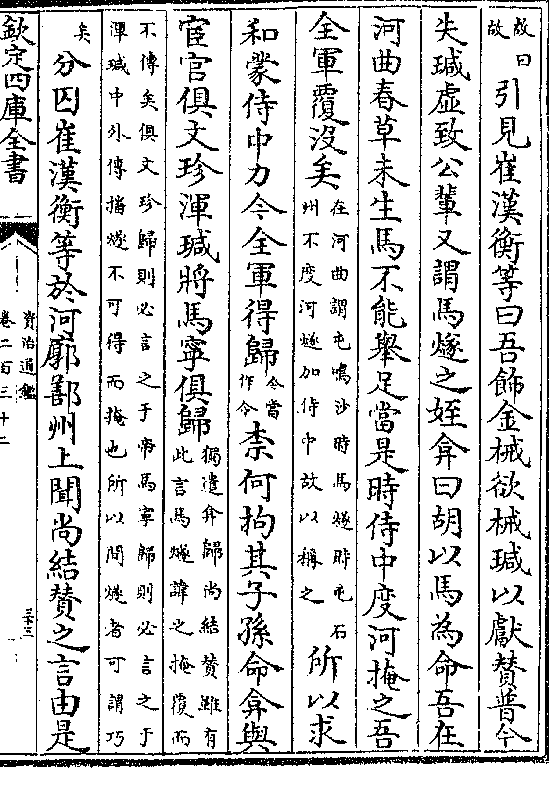 故曰
故
引見崔漢衡等曰吾飾金械欲械瑊以獻賛普今
失瑊虚致公輩又謂馬燧之姪弇曰胡以馬為命吾在
河曲春草未生馬不能舉足當是時侍中度河掩之吾
全軍覆没矣
在河曲謂屯鳴沙時馬燧時屯石
州不度河燧加侍中故以稱之
所以求
和蒙侍中力今全軍得歸
今當
作令
柰何拘其子孫命弇與
宦官俱文珍渾瑊將馬寧俱歸
獨遣弇歸尚結賛雖有
此言馬燧諱之掩覆而
不傳矣俱文珍歸則必言之于帝馬寧歸則必言之于
渾瑊中外傳播燧不可得而掩也所以間燧者可謂巧
矣
分囚崔漢衡等於河廓鄯州上聞尚結賛之言由是
欽定四庫全書
資治通鑑
卷二百三十二